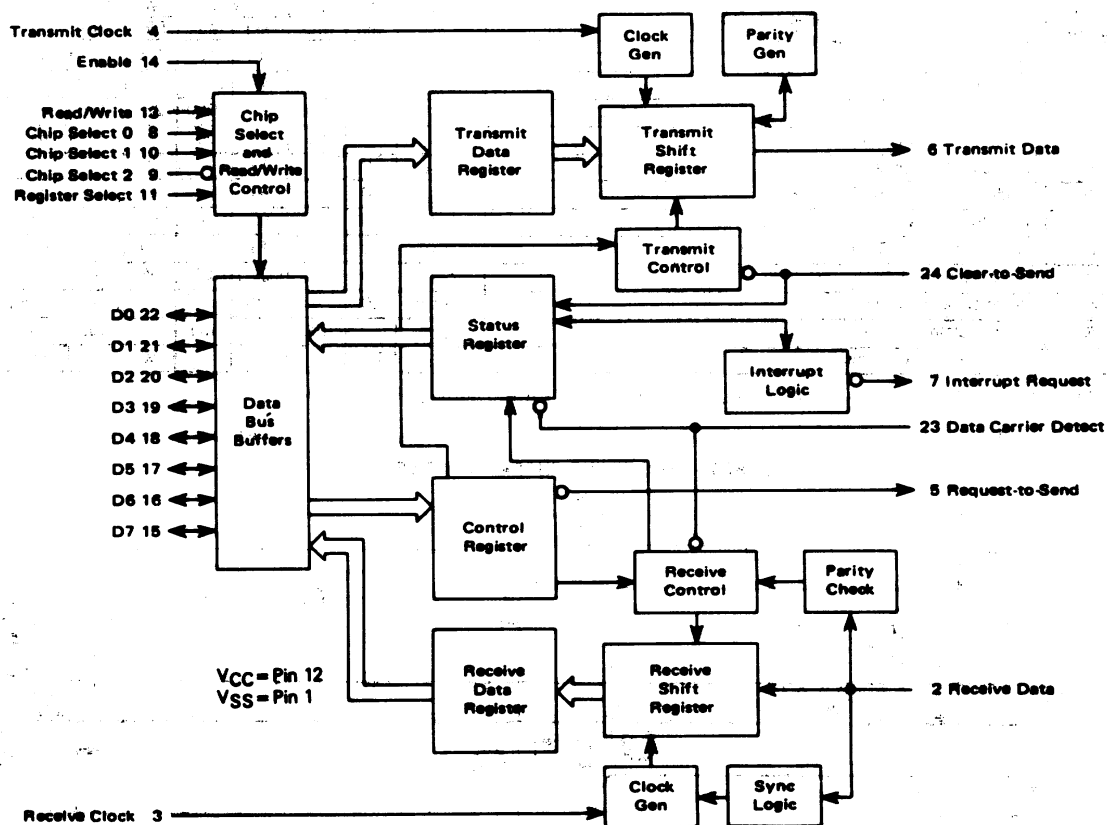 Transmit Clock 4
Clock
Gen
Parity
Gen
Enable 14
Read/Write 13
Chip Select 0 8
Chip Select 1 10
Chip Select 2 9
Register Select 11
Chip
Select
and
Read/Write
Control
Transmit
Data
Register
Transmit
Shift
Register
6 Transmit Data
Transmit
Control
24 Clear-to-Send
D0 22
D1 21
D2 20
D3 19
D4 18
D5 17
D6 16
D7 15
Data
Bus
Buffers
Status
Register
Interrupt
Logic
7 Interrupt Request
23 Data Carrier Detect
5 Request-to-Send
Control
Register
Receive
Control
Parity
Check
VCC = Pin 12
VSS = Pin 1
Receive
Data
Register
Receive
Shift
Register
2 Receive Data
Clock
Gen
Sync
Logic
Receive Clock 3